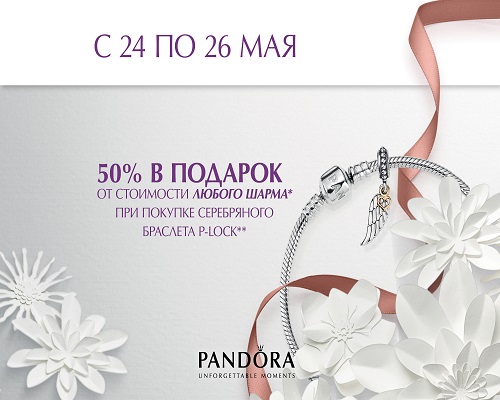 С 24 ПО 26 МАЯ
50% В ПОДАРОК
ОТ СТОИМОСТИ ЛЮБОГО ШАРМА*
ПРИ ПОКУПКЕ СЕРЕБРЯНОГО
БРАСЛЕТА P-LOCK**
PANDORA
UNFORGETTABLE MOMENTS